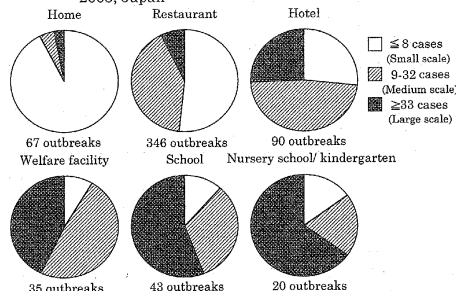 2005, Japan
Home
Restaurant
Hotel
≦8 cases
(Small scale)
9-32 cases
(Medium scale)
≧33 cases
(Large scale)
67 outbreaks
346 outbreaks
90 outbreaks
Welfare facility
School
Nursery school/ kindergarten
35 outbreaks
43 outbreaks
20 outbreaks